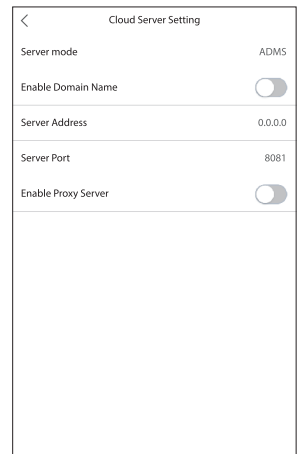 Cloud Server Setting
Server mode ADMS
Enable Domain Name
Server Address 0.0.0.0
Server Port 8081
Enable Proxy Server